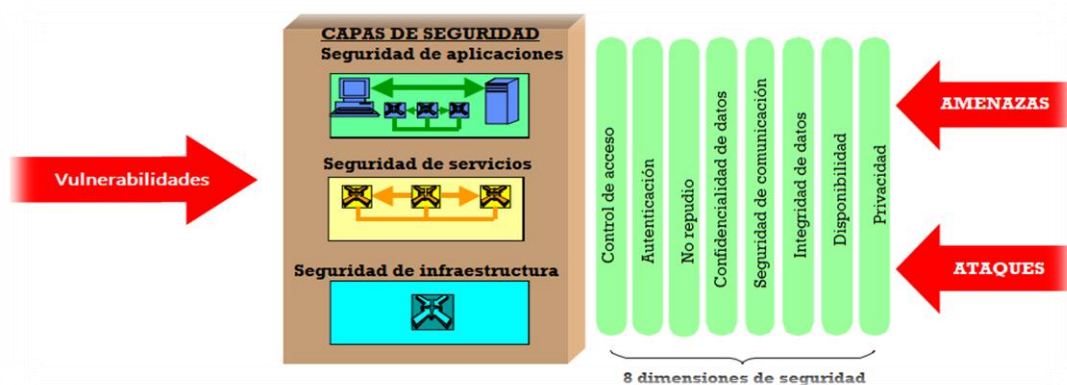 CAPAS DE SEGURIDAD
Seguridad de aplicaciones
Vulnerabilidades
Seguridad de servicios
Seguridad de infraestructura
Control de acceso
Autenticación
No repudio
Confidencialidad de datos
Seguridad de comunicación
Integridad de datos
Disponibilidad
Privacidad
AMENAZAS
ATAQUES
8 dimensiones de seguridad